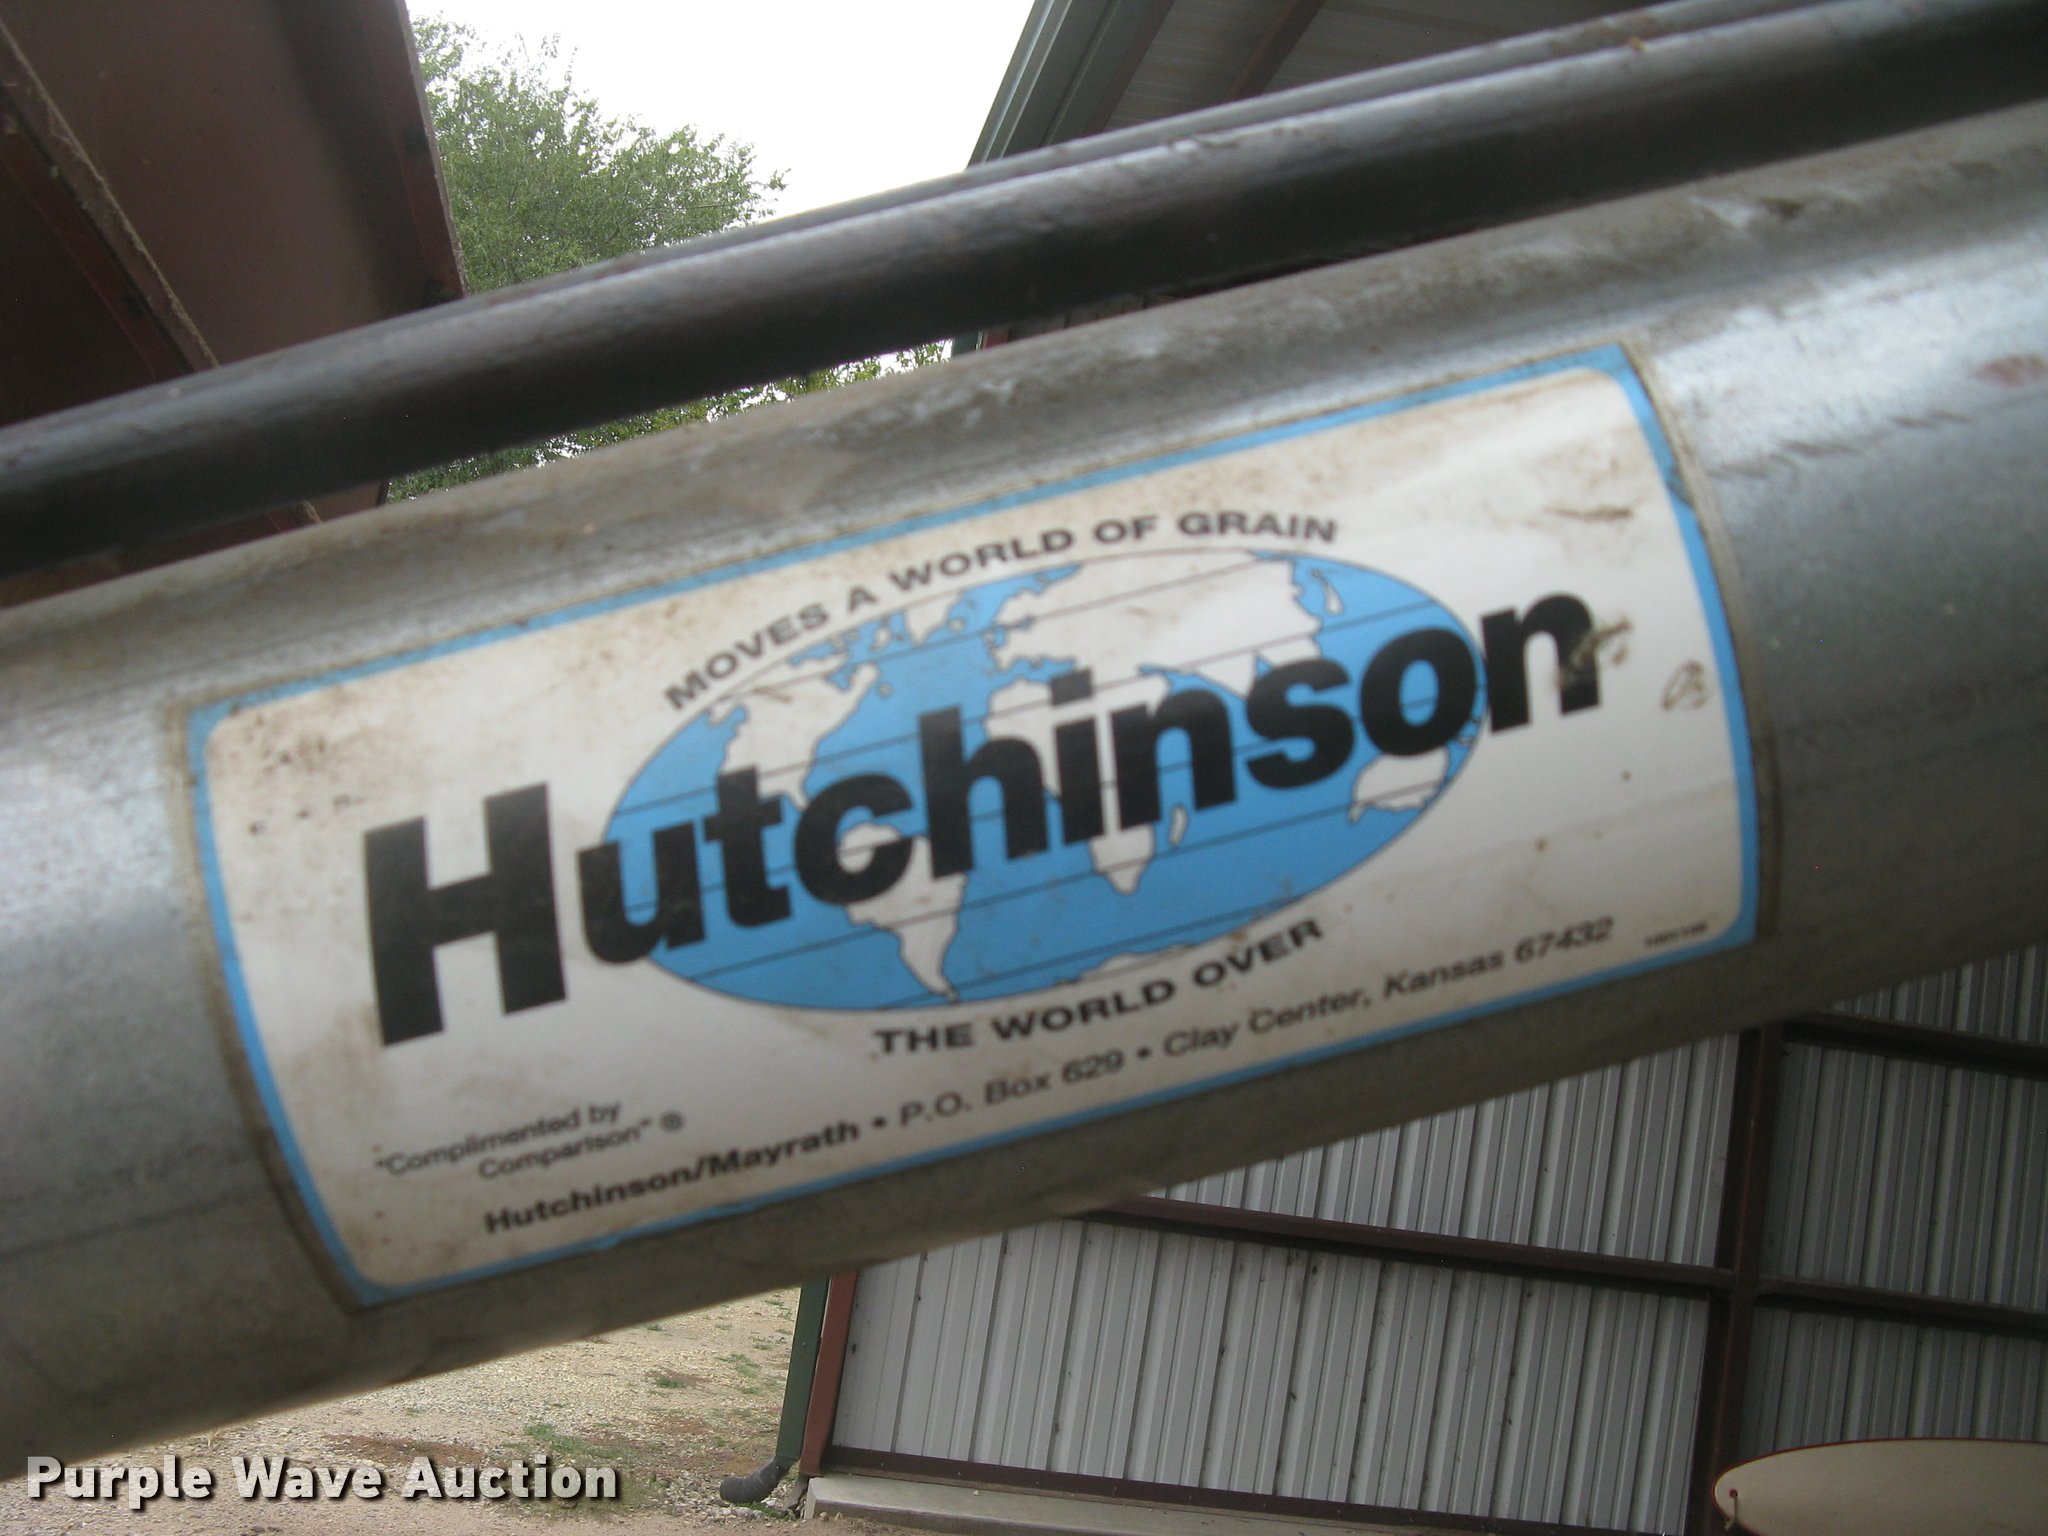 MOVES A WORLD OF GRAIN
Hutchinson
THE WORLD OVER
"Complimented by
Comparison" ®
Hutchinson/Mayrath • P.O. Box 629 • Clay Center, Kansas 67432
Purple Wave Auction